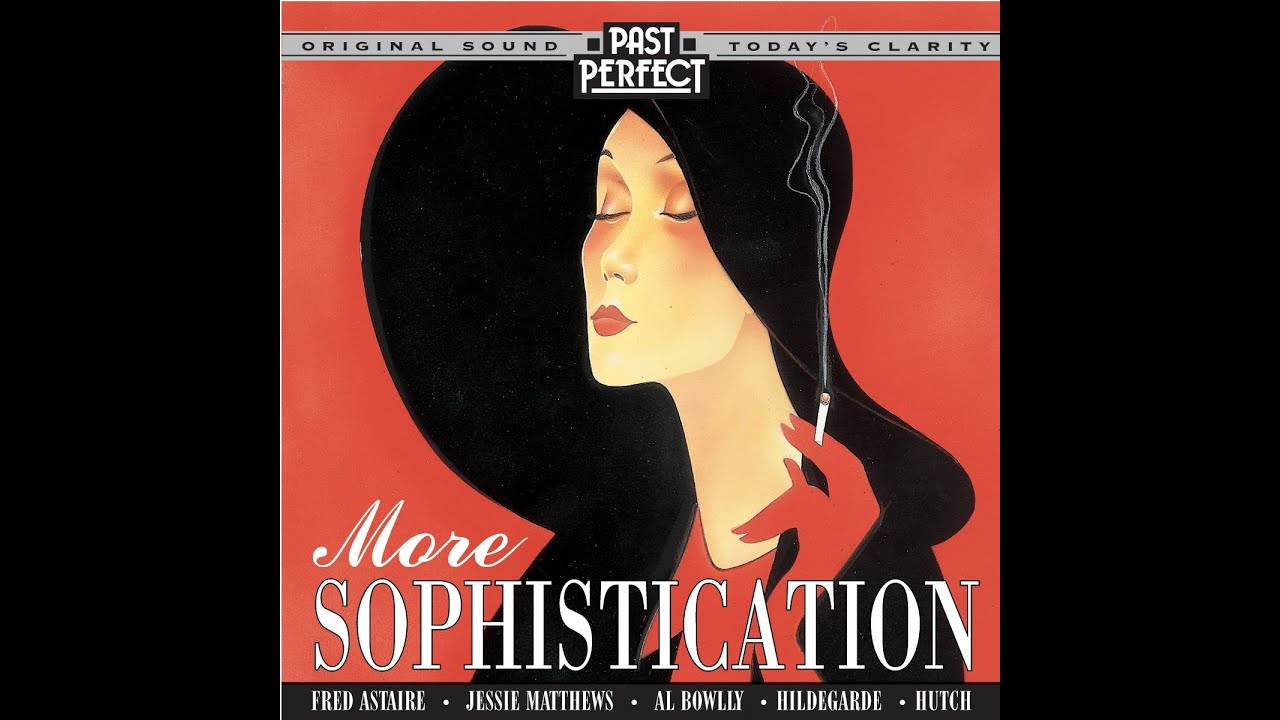 ORIGINAL SOUND
PAST
PERFECT
TODAY'S CLARITY
More
SOPHISTICATION
FRED ASTAIRE • JESSIE MATTHEWS • AL BOWLLY • HILDEGARDE • HUTCH